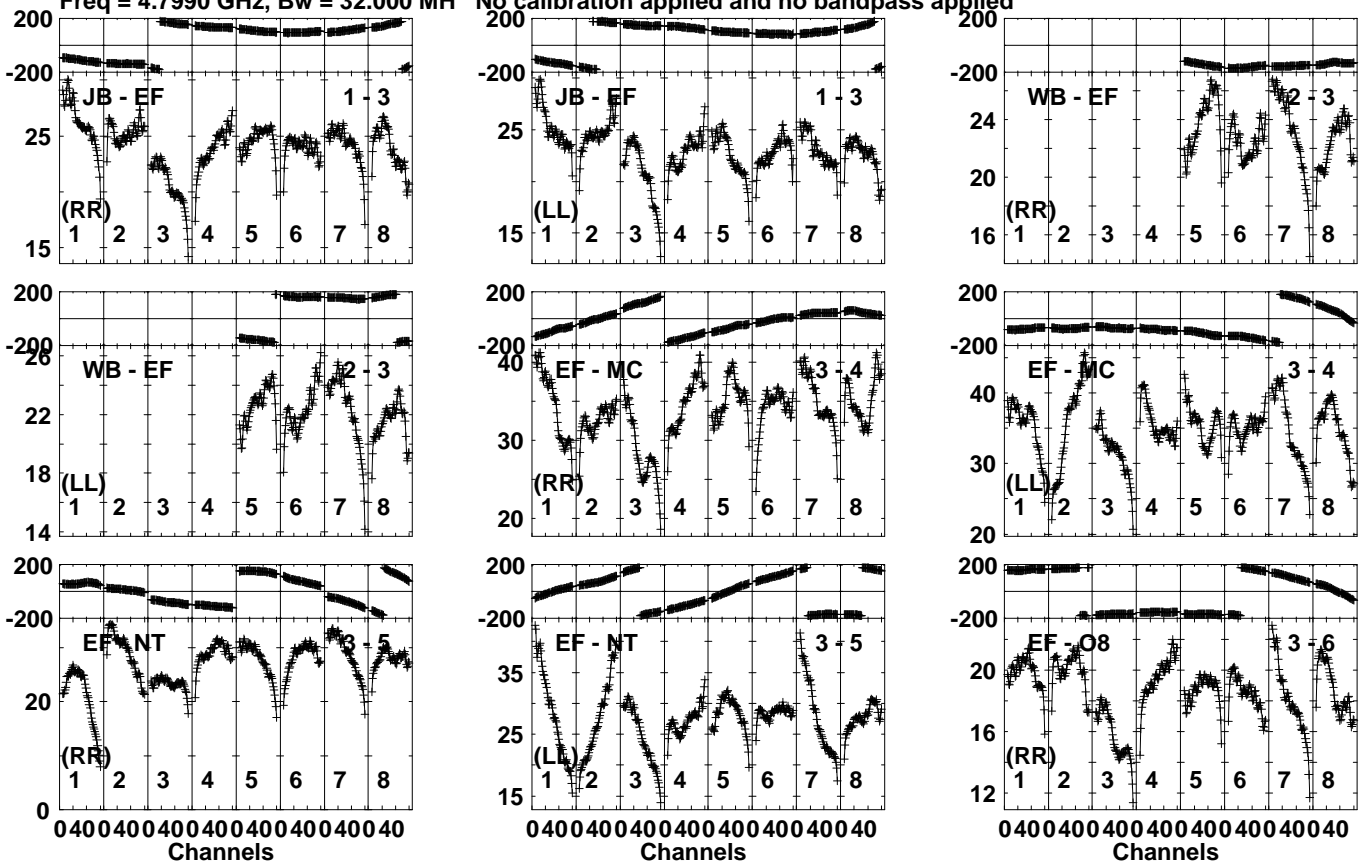 Freq = 4.7990 GHz, Bw = 32.000 MH No calibration applied and no bandpass applied
200
-200
JB - EF 1 - 3
25
15
(RR)
1 2 3 4 5 6 7 8
200
-200
JB - EF 1 - 3
25
15
(LL)
1 2 3 4 5 6 7 8
200
-200
WB - EF 2 - 3
24
20
16
(RR)
1 2 3 4 5 6 7 8
200
-200
26
WB - EF 2 - 3
22
18
14
(LL)
1 2 3 4 5 6 7 8
200
-200
40
EF - MC 3 - 4
30
20
(RR)
1 2 3 4 5 6 7 8
200
-200
EF - MC 3 - 4
40
30
20
(LL)
1 2 3 4 5 6 7 8
200
-200
EF - NT 3 - 5
20
0
(RR)
1 2 3 4 5 6 7 8
0 40 0 40 0 40 0 40 0 40 0 40 0 40 0 40
Channels
200
-200
EF - NT 3 - 5
35
25
15
(LL)
1 2 3 4 5 6 7 8
0 40 0 40 0 40 0 40 0 40 0 40 0 40 0 40
Channels
200
-200
EF - O8 3 - 6
20
16
12
(RR)
1 2 3 4 5 6 7 8
0 40 0 40 0 40 0 40 0 40 0 40 0 40 0 40
Channels